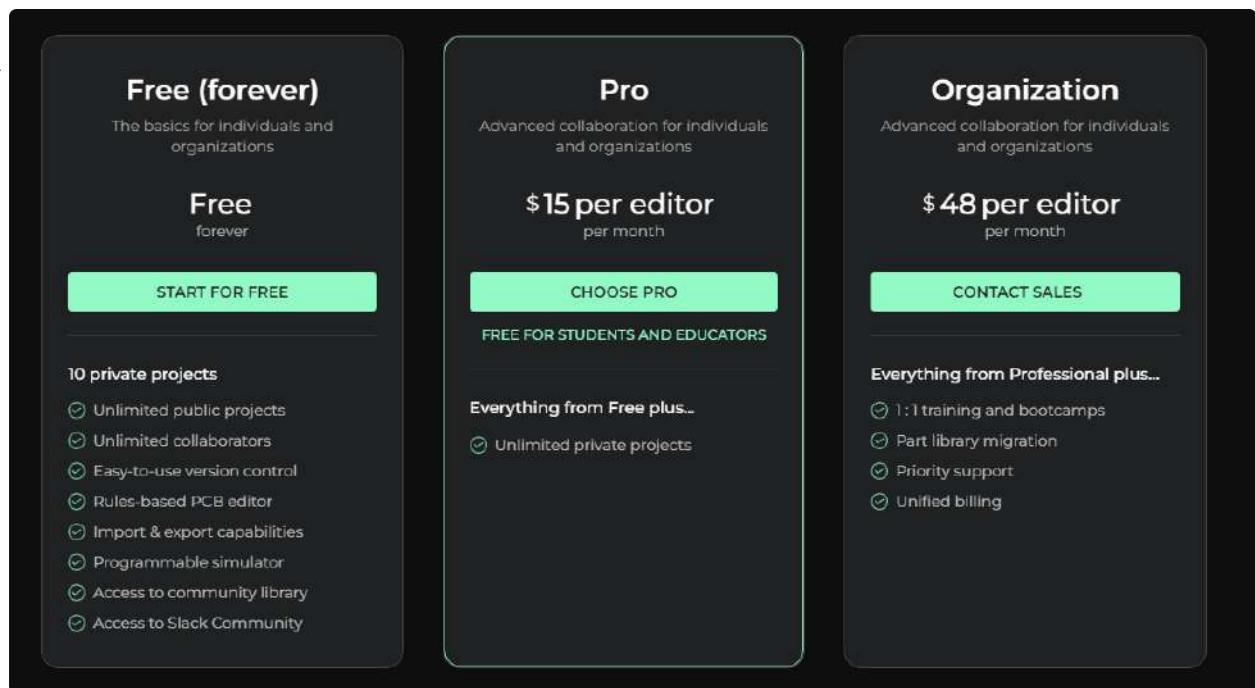 Free (forever)
The basics for individuals and
organizations
Free
forever
START FOR FREE
10 private projects
Unlimited public projects
Unlimited collaborators
Easy-to-use version control
Rules-based PCB editor
Import & export capabilities
Programmable simulator
Access to community library
Access to Slack Community
Pro
Advanced collaboration for individuals
and organizations
$15 per editor
per month
CHOOSE PRO
FREE FOR STUDENTS AND EDUCATORS
Everything from Free plus...
Unlimited private projects
Organization
Advanced collaboration for individuals
and organizations
$48 per editor
per month
CONTACT SALES
Everything from Professional plus...
1:1 training and bootcamps
Part library migration
Priority support
Unified billing